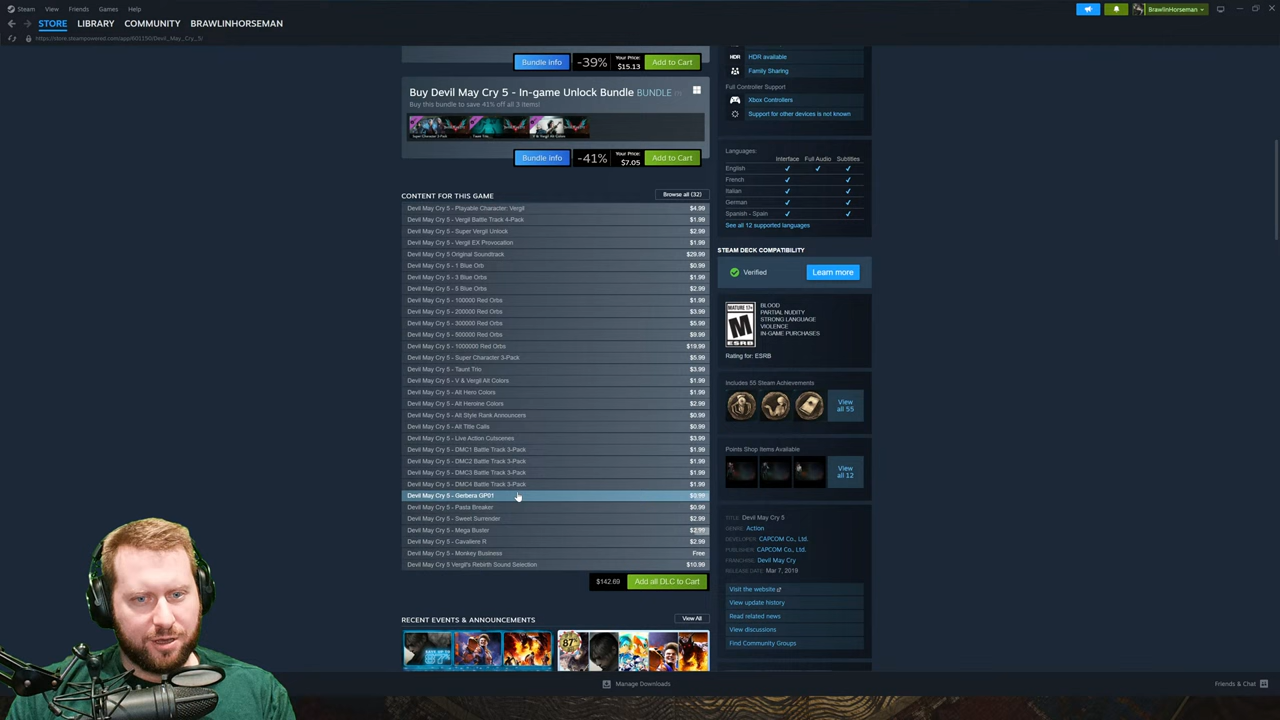 Steam View Friends Games Help
BrawlinHorseman
STORE LIBRARY COMMUNITY BRAWLINHORSEMAN
https://store.steampowered.com/app/601150/Devil_May_Cry_5/
Bundle info -39% Your Price: $15.13 Add to Cart
Buy Devil May Cry 5 - In-game Unlock Bundle BUNDLE
Buy this bundle to save 41% off all 3 items!
Bundle info -41% Your Price: $7.05 Add to Cart
CONTENT FOR THIS GAME Browse all (32)
Devil May Cry 5 - Playable Character: Vergil $4.99
Devil May Cry 5 - Vergil Battle Track 4-Pack $1.99
Devil May Cry 5 - Super Vergil Unlock $2.99
Devil May Cry 5 - Vergil EX Provocation $1.99
Devil May Cry 5 Original Soundtrack $29.99
Devil May Cry 5 - 1 Blue Orb $0.99
Devil May Cry 5 - 3 Blue Orbs $1.99
Devil May Cry 5 - 5 Blue Orbs $2.99
Devil May Cry 5 - 100000 Red Orbs $1.99
Devil May Cry 5 - 200000 Red Orbs $3.99
Devil May Cry 5 - 300000 Red Orbs $5.99
Devil May Cry 5 - 500000 Red Orbs $9.99
Devil May Cry 5 - 1000000 Red Orbs $19.99
Devil May Cry 5 - Super Character 3-Pack $5.99
Devil May Cry 5 - Taunt Trio $3.99
Devil May Cry 5 - V & Vergil Alt Colors $1.99
Devil May Cry 5 - Alt Hero Colors $1.99
Devil May Cry 5 - Alt Heroine Colors $2.99
Devil May Cry 5 - Alt Style Rank Announcers $0.99
Devil May Cry 5 - Alt Title Calls $0.99
Devil May Cry 5 - Live Action Cutscenes $3.99
Devil May Cry 5 - DMC1 Battle Track 3-Pack $1.99
Devil May Cry 5 - DMC2 Battle Track 3-Pack $1.99
Devil May Cry 5 - DMC3 Battle Track 3-Pack $1.99
Devil May Cry 5 - DMC4 Battle Track 3-Pack $1.99
Devil May Cry 5 - Gerbera GP01 $0.99
Devil May Cry 5 - Pasta Breaker $0.99
Devil May Cry 5 - Sweet Surrender $2.99
Devil May Cry 5 - Mega Buster
Devil May Cry 5 - Cavaliere R $2.99
Devil May Cry 5 - Monkey Business Free
Devil May Cry 5 Vergil's Rebirth Sound Selection $10.99
$142.69 Add all DLC to Cart
RECENT EVENTS & ANNOUNCEMENTS View All
HDR HDR available
Family Sharing
Full Controller Support
Xbox Controllers
Support for other devices is not known
Languages:
Interface Full Audio Subtitles
English ✔ ✔ ✔
French ✔ ✔
Italian ✔ ✔
German ✔ ✔
Spanish - Spain ✔ ✔
See all 12 supported languages
STEAM DECK COMPATIBILITY
Verified Learn more
MATURE 17+
M
ESRB
BLOOD
PARTIAL NUDITY
STRONG LANGUAGE
VIOLENCE
IN-GAME PURCHASES
Rating for: ESRB
Includes 55 Steam Achievements
View all 55
Points Shop Items Available
View all 12
TITLE: Devil May Cry 5
GENRE: Action
DEVELOPER: CAPCOM Co., Ltd.
PUBLISHER: CAPCOM Co., Ltd.
FRANCHISE: Devil May Cry
RELEASE DATE: Mar 7, 2019
Visit the website
View update history
Read related news
View discussions
Find Community Groups
Manage Downloads
Friends & Chat